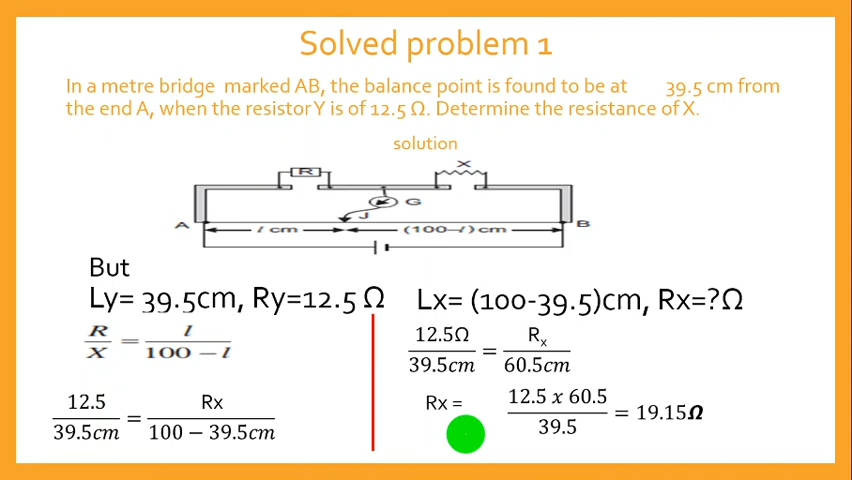 Solved problem 1
In a metre bridge marked AB, the balance point is found to be at 39.5 cm from
the end A, when the resistor Y is of 12.5 Ω. Determine the resistance of X.
solution
R
X
G
J
A
B
l cm
(100–l) cm
But
Ly= 39.5cm, Ry=12.5 Ω
Lx= (100-39.5)cm, Rx=?Ω
R/X = l/100 – l
12.5Ω/39.5cm = Rx/60.5cm
12.5/39.5cm = Rx/100 − 39.5cm
Rx = 12.5 x 60.5/39.5 = 19.15Ω